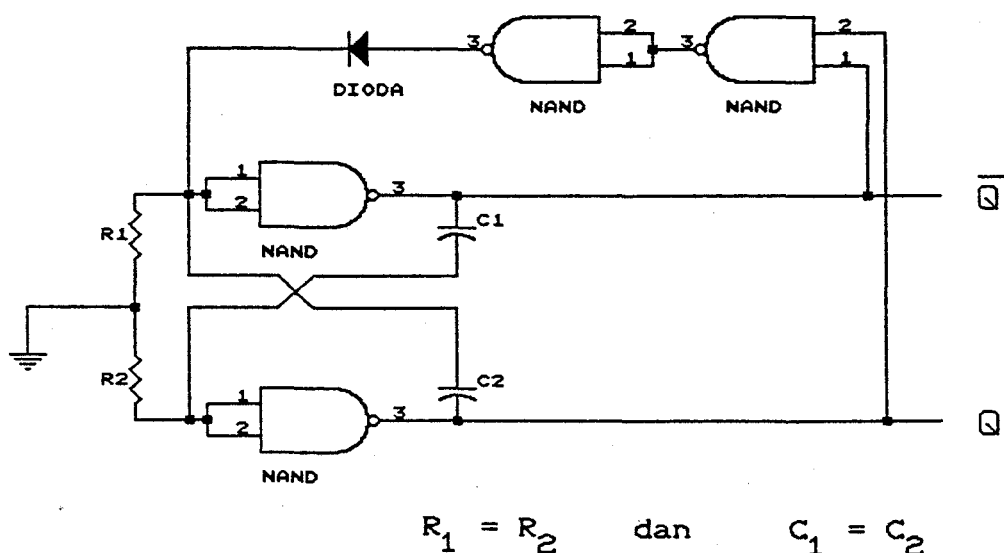 2
3
3
2
1
1
DIODA
NAND
NAND
Q̅
1
3
2
C1
R1
NAND
R2
C2
1
3
2
Q
NAND
R₁ = R₂ dan C₁ = C₂